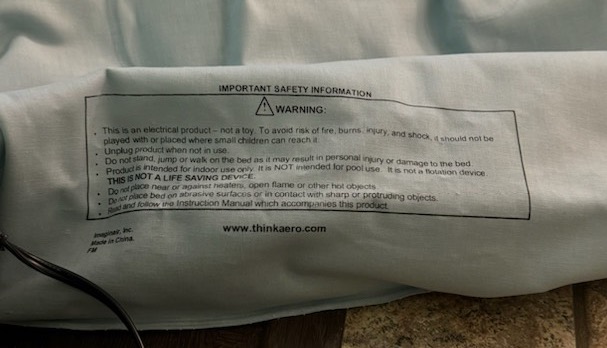 IMPORTANT SAFETY INFORMATION
WARNING:
• This is an electrical product – not a toy. To avoid risk of fire, burns, injury, and shock, it should not be
played with or placed where small children can reach it.
• Unplug product when not in use.
• Do not stand, jump or walk on the bed as it may result in personal injury or damage to the bed
• Product is intended for indoor use only. It is NOT intended for pool use. It is not a flotation device.
THIS IS NOT A LIFE SAVING DEVICE.
• Do not place near or against heaters, open flame or other hot objects
• Do not place bed on abrasive surfaces or in contact with sharp or protruding objects.
• Read and follow the Instruction Manual which accompanies this product.
www.thinkaero.com
Imaginair, Inc.
Made in China.
FM